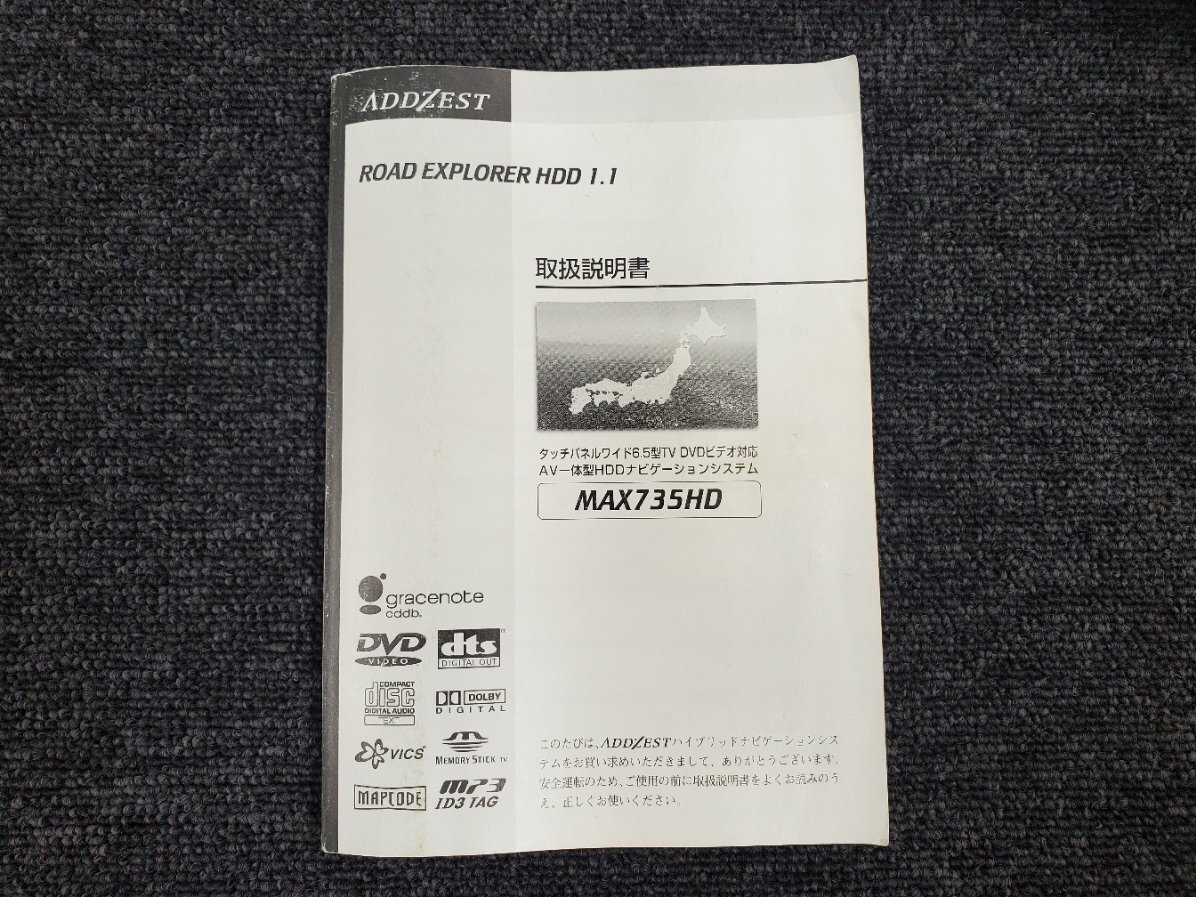 ADDZEST
ROAD EXPLORER HDD 1.1
取扱説明書
タッチパネルワイド6.5型TV DVDビデオ対応
AV一体型HDDナビゲーションシステム
MAX735HD
gracenote
cddb.
DVD
VIDEO
dts
DIGITAL OUT
COMPACT
disc
DIGITAL AUDIO
EX
DOLBY
DIGITAL
VICS
MEMORY STICK TM
MAPCODE
mp3
ID3 TAG
このたびは、ADDZESTハイブリッドナビゲーションシス
テムをお買い求めいただきまして、ありがとうございます。
安全運転のため、ご使用の前に取扱説明書をよくお読みのう
え、正しくお使いください。